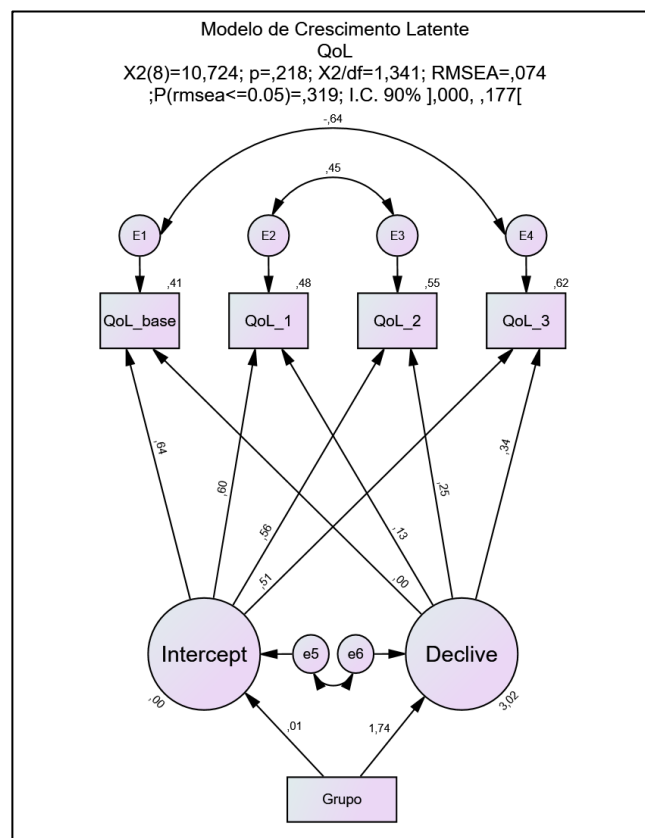 Modelo de Crescimento Latente
QoL
X2(8)=10,724; p=,218; X2/df=1,341; RMSEA=,074
;P(rmsea<=0.05)=,319; I.C. 90% ],000, ,177[
-,64
,45
E1
E2
E3
E4
,41
,48
,55
,62
QoL_base
QoL_1
QoL_2
QoL_3
,64
,60
,56
,51
,00
,13
,25
,34
Intercept
e5
e6
Declive
,00
3,02
,01
1,74
Grupo